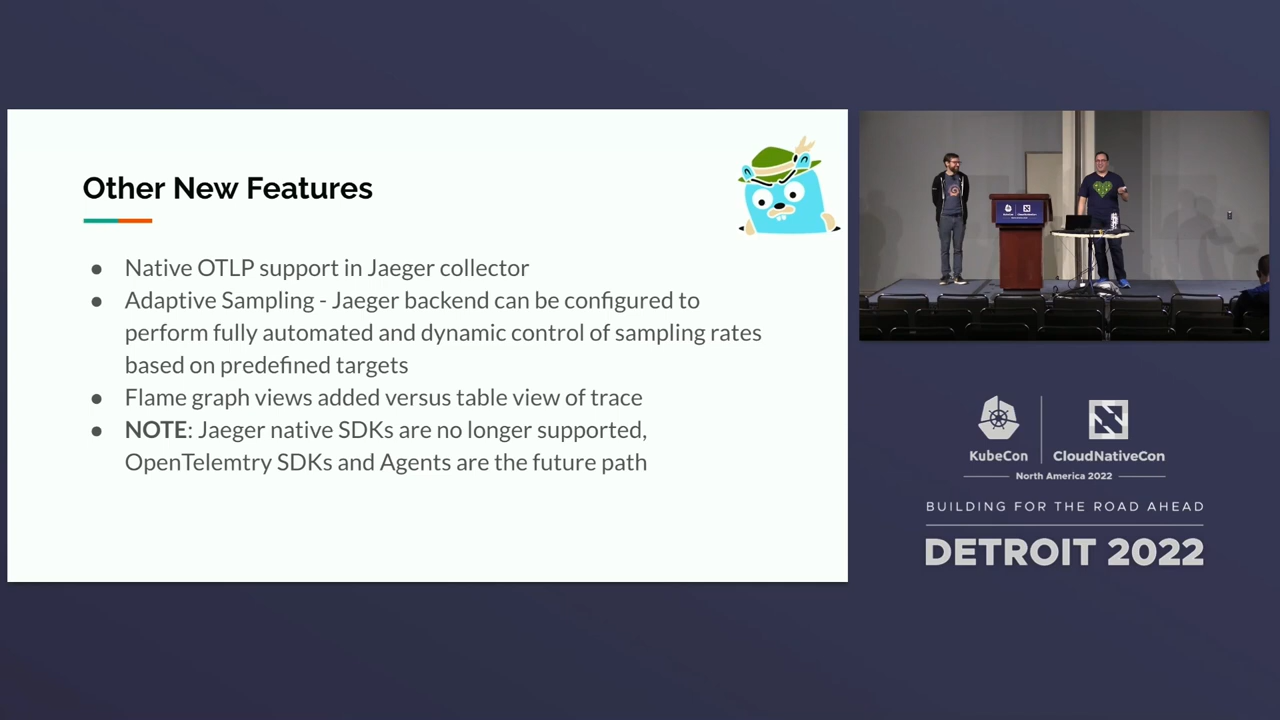 Other New Features
● Native OTLP support in Jaeger collector
● Adaptive Sampling - Jaeger backend can be configured to
perform fully automated and dynamic control of sampling rates
based on predefined targets
● Flame graph views added versus table view of trace
● NOTE: Jaeger native SDKs are no longer supported,
OpenTelemtry SDKs and Agents are the future path
KubeCon
CloudNativeCon
North America 2022
BUILDING FOR THE ROAD AHEAD
DETROIT 2022